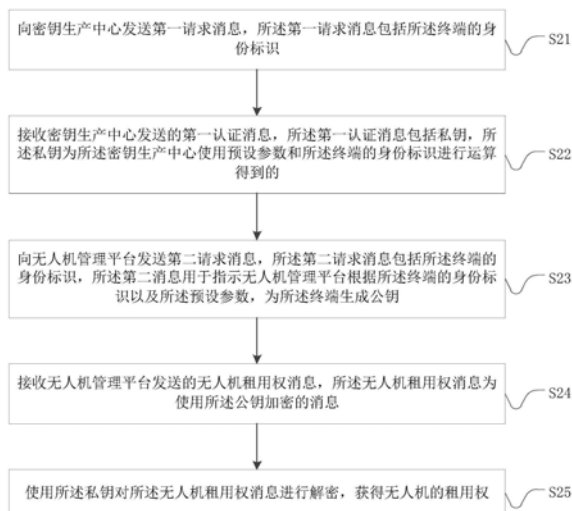 向密钥生产中心发送第一请求消息，所述第一请求消息包括所述终端的身
份标识
S21
接收密钥生产中心发送的第一认证消息，所述第一认证消息包括私钥，所
述私钥为所述密钥生产中心使用预设参数和所述终端的身份标识进行运算
得到的
S22
向无人机管理平台发送第二请求消息，所述第二请求消息包括所述终端的
身份标识，所述第二消息用于指示无人机管理平台根据所述终端的身份标
识以及所述预设参数，为所述终端生成公钥
S23
接收无人机管理平台发送的无人机租用权消息，所述无人机租用权消息为
使用所述公钥加密的消息
S24
使用所述私钥对所述无人机租用权消息进行解密，获得无人机的租用权
S25